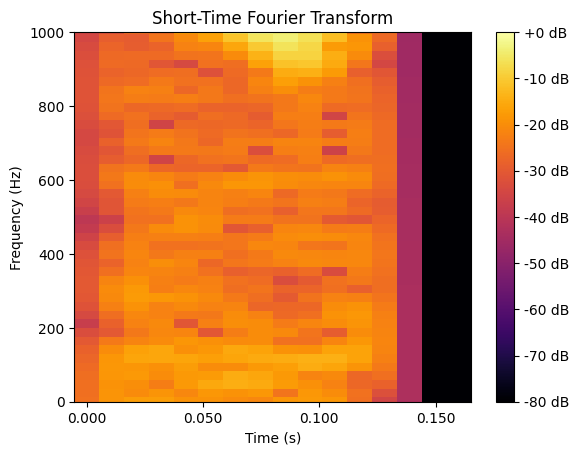 Short-Time Fourier Transform
1000
800
600
400
200
0
Frequency (Hz)
0.000
0.050
0.100
0.150
Time (s)
+0 dB
-10 dB
-20 dB
-30 dB
-40 dB
-50 dB
-60 dB
-70 dB
-80 dB